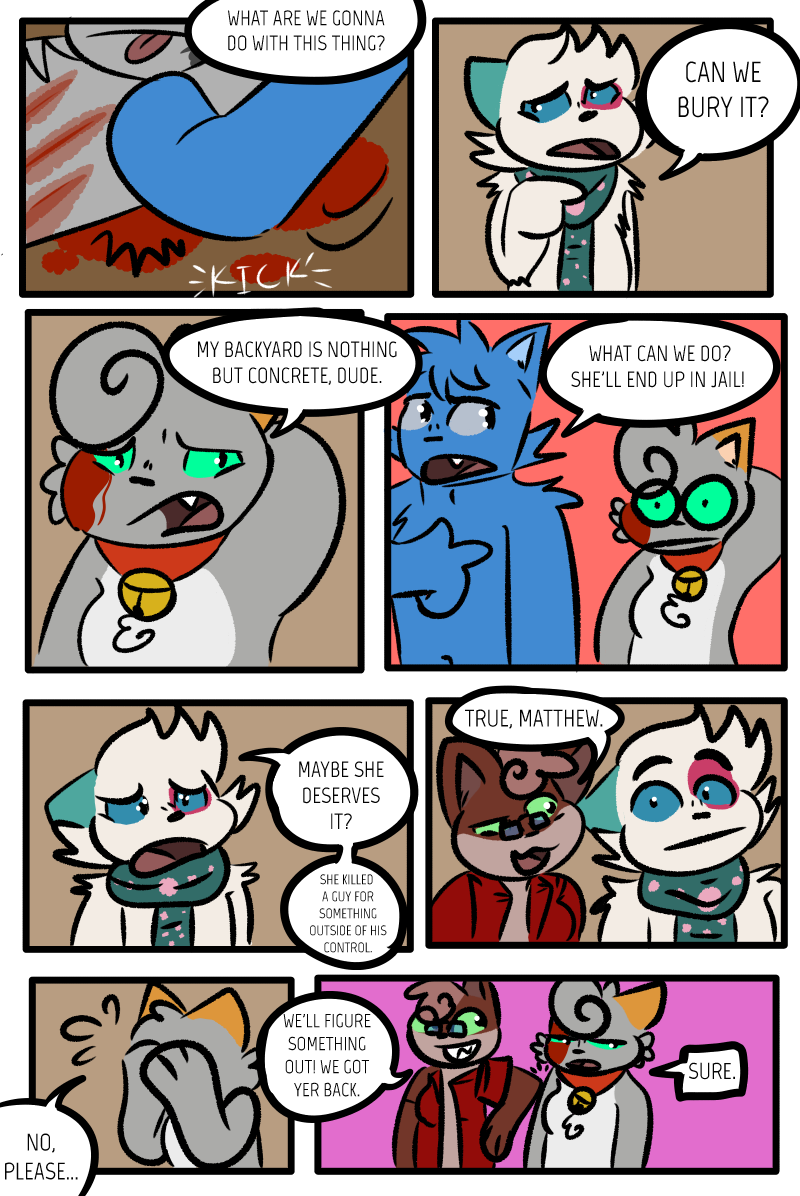 WHAT ARE WE GONNA
DO WITH THIS THING?
KICK
CAN WE
BURY IT?
MY BACKYARD IS NOTHING
BUT CONCRETE, DUDE.
WHAT CAN WE DO?
SHE'LL END UP IN JAIL!
MAYBE SHE
DESERVES
IT?
SHE KILLED
A GUY FOR
SOMETHING
OUTSIDE OF HIS
CONTROL.
TRUE, MATTHEW.
NO,
PLEASE...
WE'LL FIGURE
SOMETHING
OUT! WE GOT
YER BACK.
SURE.